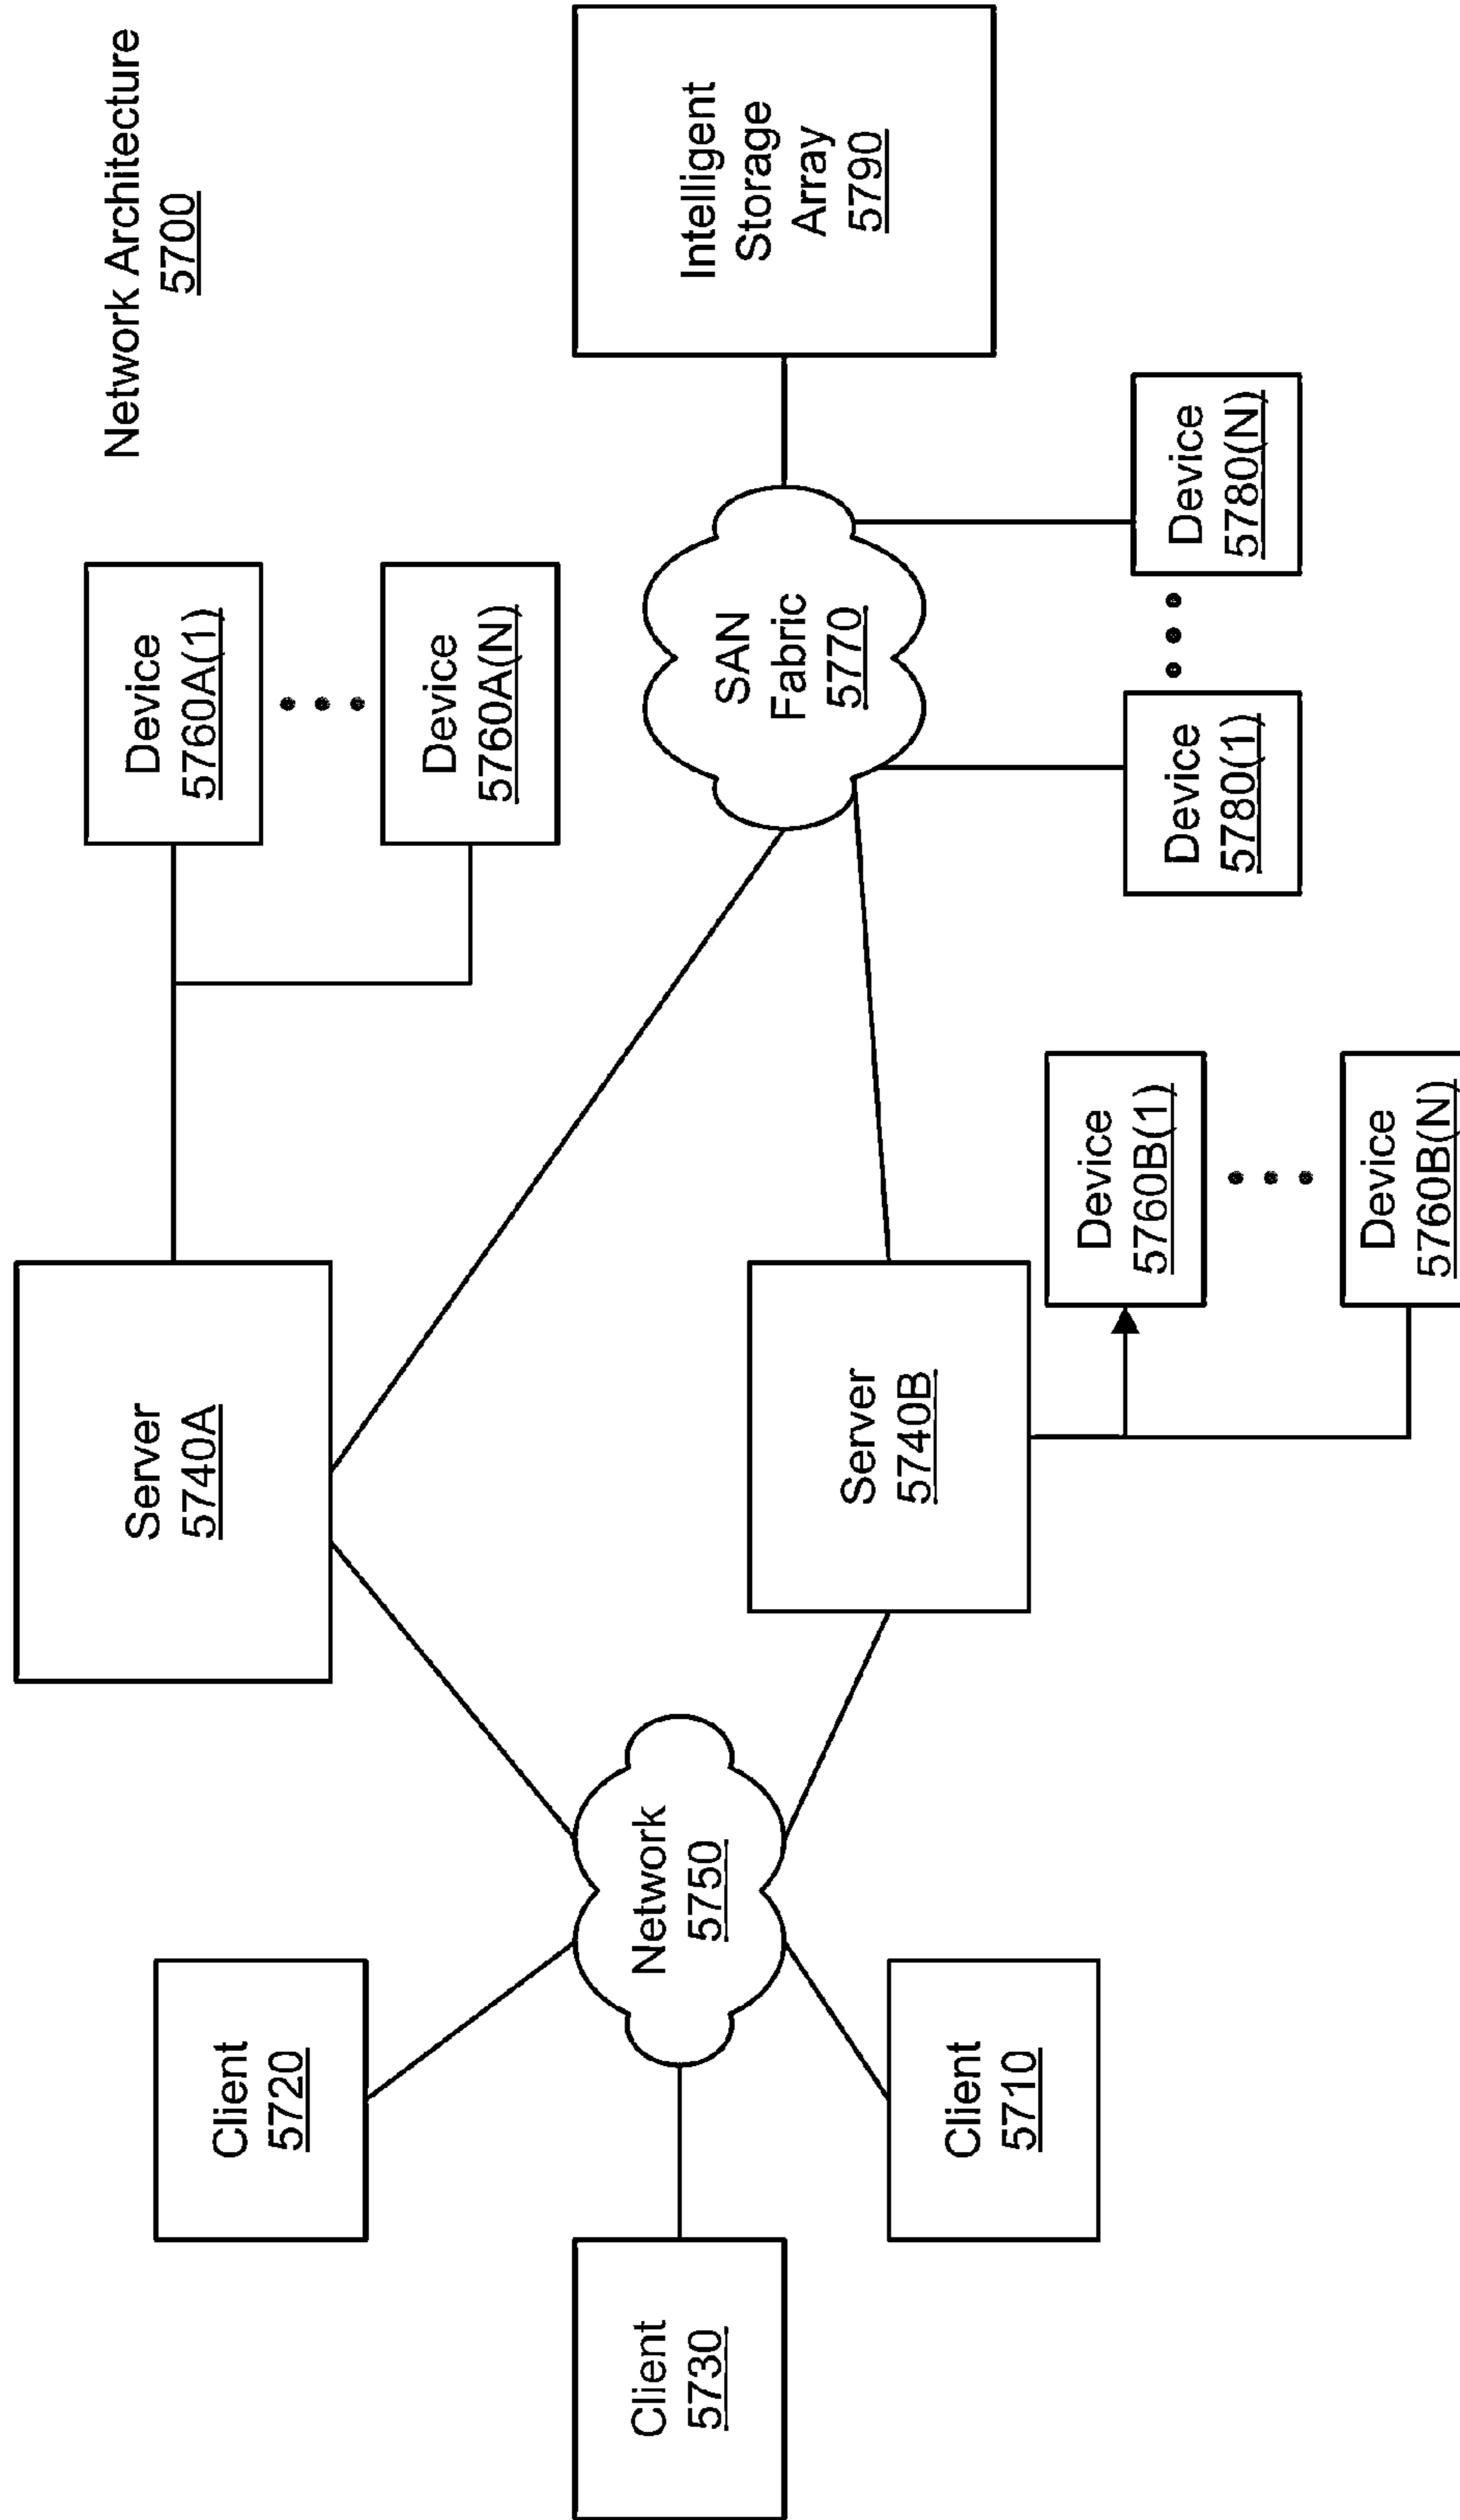 Network Architecture
5700
Client
5730
Client
5720
Client
5710
Network
5750
Server
5740A
Server
5740B
Device
5760A(1)
Device
5760A(N)
Device
5760B(1)
Device
5760B(N)
SAN
Fabric
5770
Device
5780(1)
Device
5780(N)
Intelligent
Storage
Array
5790